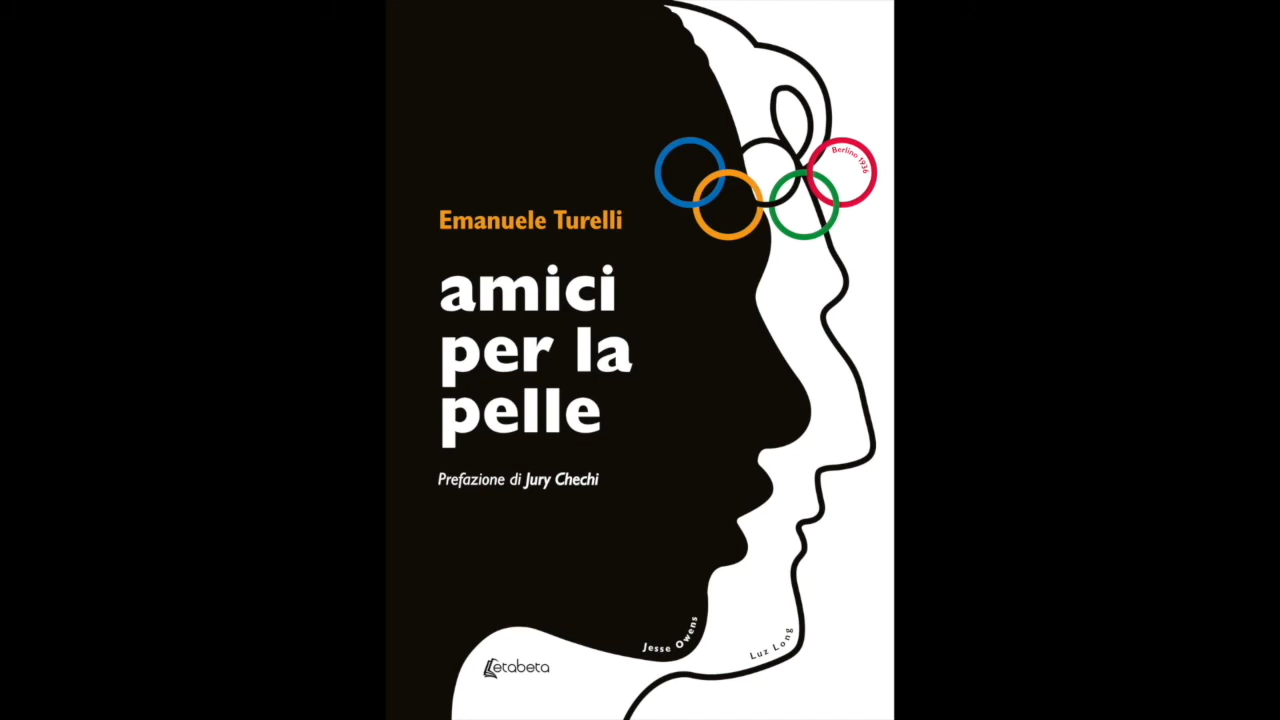 Berlino 1936
Emanuele Turelli
amici
per la
pelle
Prefazione di Jury Chechi
Jesse Owens
Luz Long
etabeta